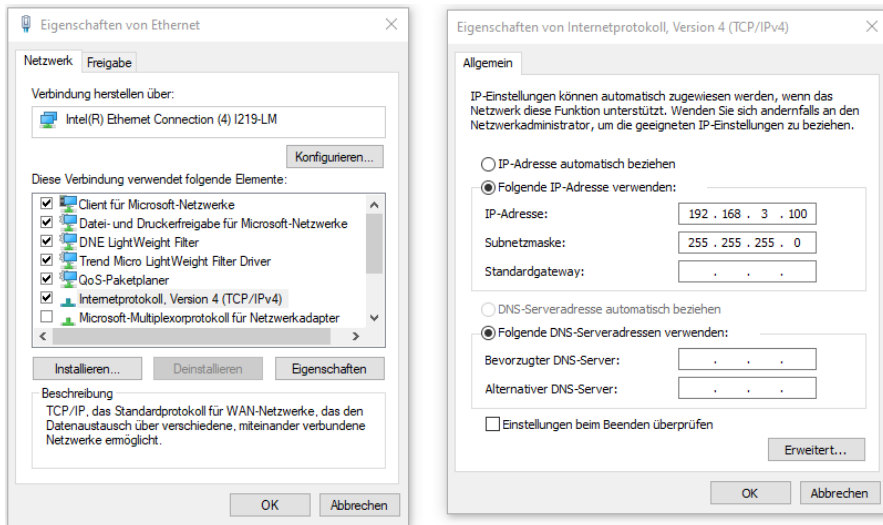 Eigenschaften von Ethernet
Netzwerk
Freigabe
Verbindung herstellen über:
Intel(R) Ethernet Connection (4) I219-LM
Konfigurieren...
Diese Verbindung verwendet folgende Elemente:
Client für Microsoft-Netzwerke
Datei- und Druckerfreigabe für Microsoft-Netzwerke
DNE LightWeight Filter
Trend Micro LightWeight Filter Driver
QoS-Paketplaner
Internetprotokoll, Version 4 (TCP/IPv4)
Microsoft-Multiplexorprotokoll für Netzwerkadapter
Installieren...
Deinstallieren
Eigenschaften
Beschreibung
TCP/IP, das Standardprotokoll für WAN-Netzwerke, das den
Datenaustausch über verschiedene, miteinander verbundene
Netzwerke ermöglicht.
OK
Abbrechen
Eigenschaften von Internetprotokoll, Version 4 (TCP/IPv4)
Allgemein
IP-Einstellungen können automatisch zugewiesen werden, wenn das
Netzwerk diese Funktion unterstützt. Wenden Sie sich andernfalls an den
Netzwerkadministrator, um die geeigneten IP-Einstellungen zu beziehen.
IP-Adresse automatisch beziehen
Folgende IP-Adresse verwenden:
IP-Adresse: 192 . 168 . 3 . 100
Subnetzmaske: 255 . 255 . 255 . 0
Standardgateway: . . .
DNS-Serveradresse automatisch beziehen
Folgende DNS-Serveradressen verwenden:
Bevorzugter DNS-Server: . . .
Alternativer DNS-Server: . . .
Einstellungen beim Beenden überprüfen
Erweitert...
OK
Abbrechen